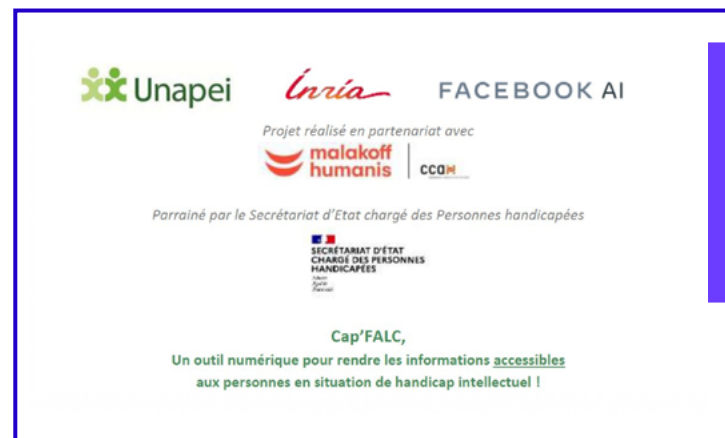 Unapei
Inria
FACEBOOK AI
Projet réalisé en partenariat avec
malakoff
humanis
ccah
Parrainé par le Secrétariat d'Etat chargé des Personnes handicapées
SECRÉTARIAT D'ÉTAT
CHARGÉ DES PERSONNES
HANDICAPÉES
Cap'FALC,
Un outil numérique pour rendre les informations accessibles
aux personnes en situation de handicap intellectuel !